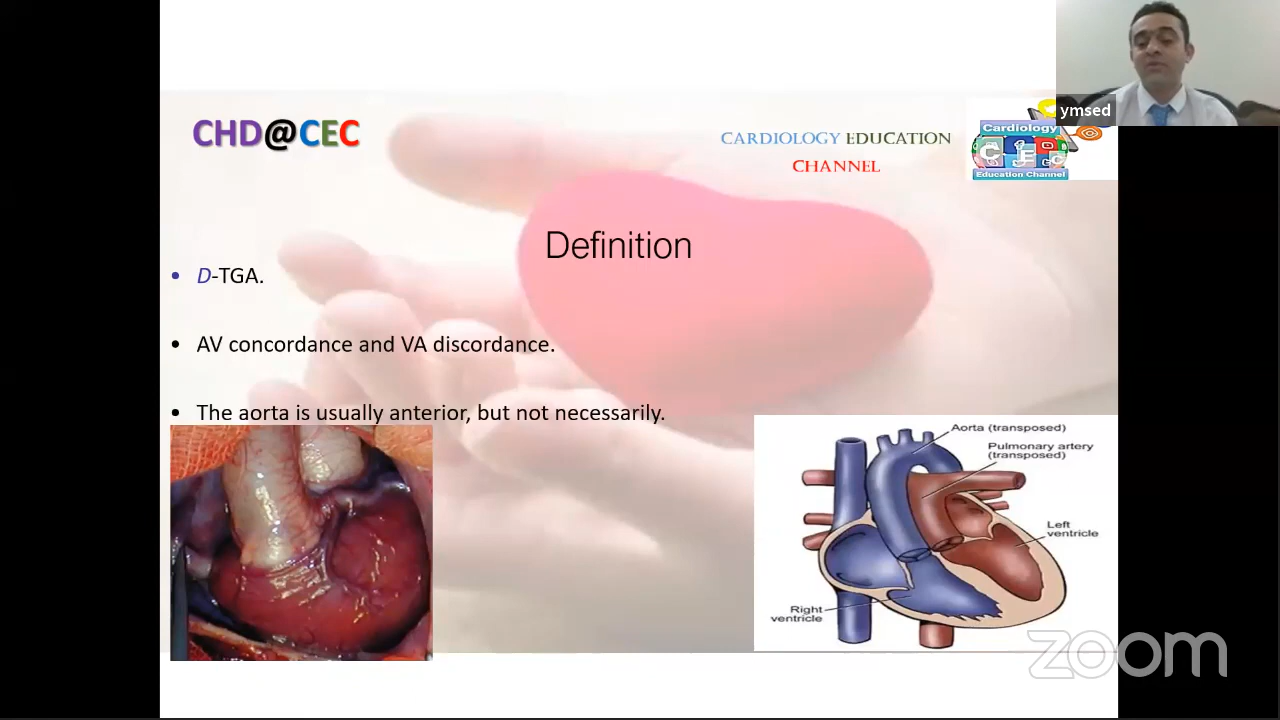 ymsed
CHD@CEC
CARDIOLOGY EDUCATION
CHANNEL
Cardiology
Education Channel
Definition
• D-TGA.
• AV concordance and VA discordance.
• The aorta is usually anterior, but not necessarily.
Aorta (transposed)
Pulmonary artery
(transposed)
Left
ventricle
Right
ventricle
zoom